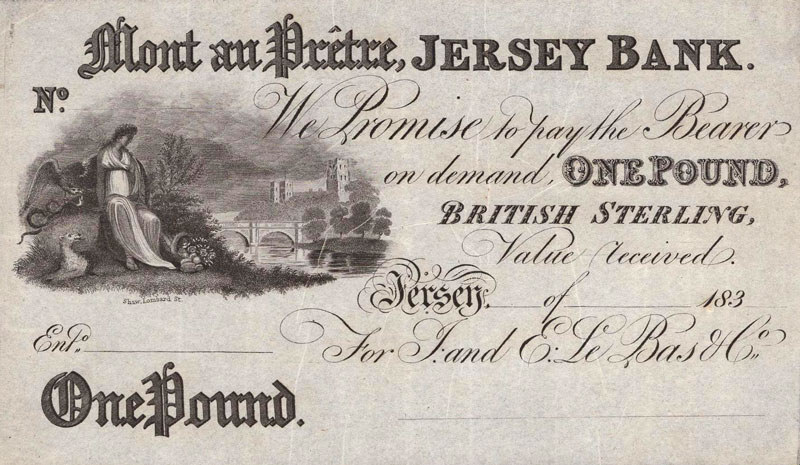 Mont au Prêtre, JERSEY BANK.
No.
We Promise to pay the Bearer
on demand, ONE POUND,
BRITISH STERLING,
Value received.
Shaw, Lombard St.
Jersey. of 183
Entd.
For J. and E. Le Bas & Co.
One Pound.